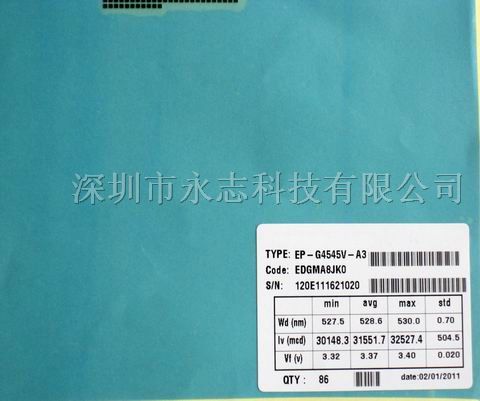 深圳市永志科技有限公司
TYPE: EP-G4545V-A3
Code: EDGMA8JK0
S/N: 120E111621020
min avg max std
Wd (nm) 527.5 528.6 530.0 0.70
Iv (mcd) 30148.3 31551.7 32527.4 504.5
Vf (v) 3.32 3.37 3.40 0.020
QTY : 86 date:02/01/2011